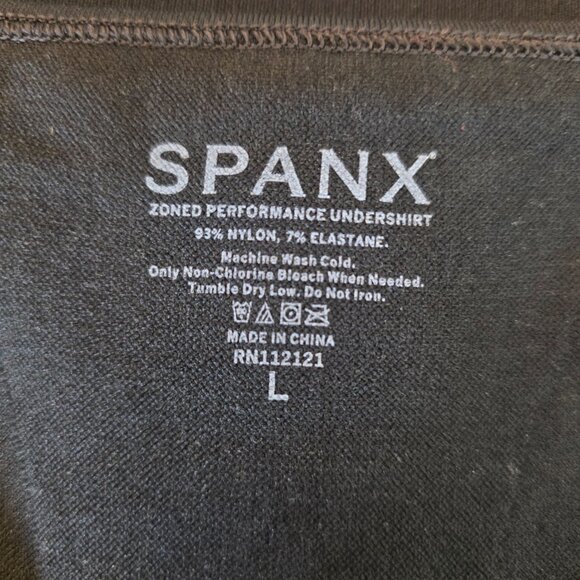 SPANX®
ZONED PERFORMANCE UNDERSHIRT
93% NYLON, 7% ELASTANE.
Machine Wash Cold.
Only Non-Chlorine Bleach When Needed.
Tumble Dry Low. Do Not Iron.
MADE IN CHINA
RN112121
L